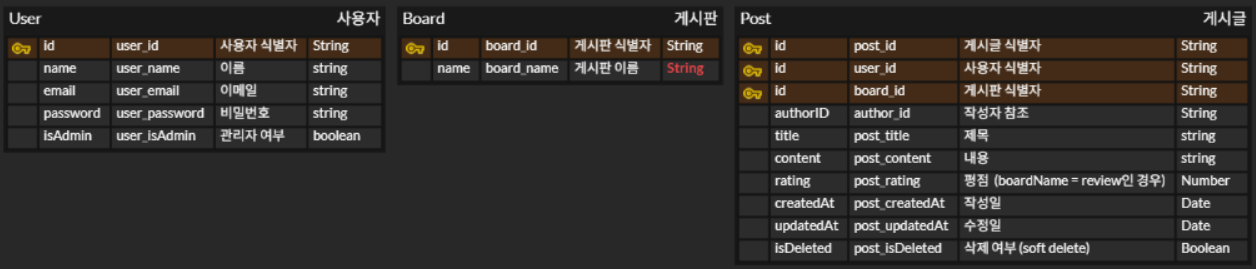 User 사용자
id user_id 사용자 식별자 String
name user_name 이름 string
email user_email 이메일 string
password user_password 비밀번호 string
isAdmin user_isAdmin 관리자 여부 boolean
Board 게시판
id board_id 게시판 식별자 String
name board_name 게시판 이름 String
Post 게시글
id post_id 게시글 식별자 String
id user_id 사용자 식별자 String
id board_id 게시판 식별자 String
authorID author_id 작성자 참조 String
title post_title 제목 string
content post_content 내용 string
rating post_rating 평점 (boardName = review인 경우) Number
createdAt post_createdAt 작성일 Date
updatedAt post_updatedAt 수정일 Date
isDeleted post_isDeleted 삭제 여부 (soft delete) Boolean